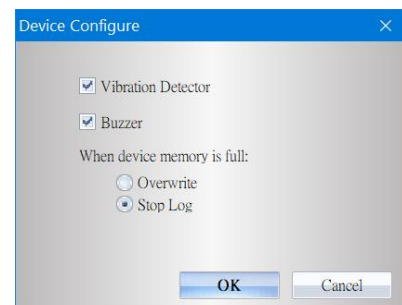 Device Configure
Vibration Detector
Buzzer
When device memory is full:
Overwrite
Stop Log
OK Cancel